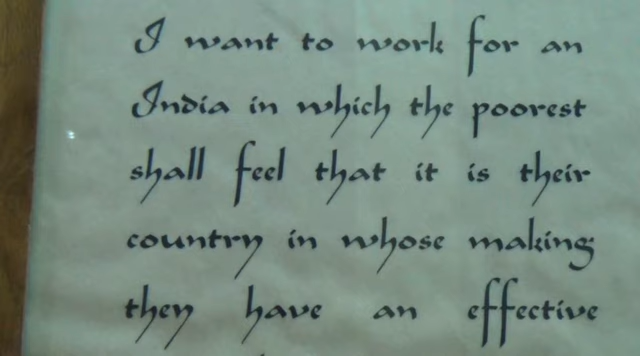 I want to work for an
India in which the poorest
shall feel that it is their
country in whose making
they have an effective